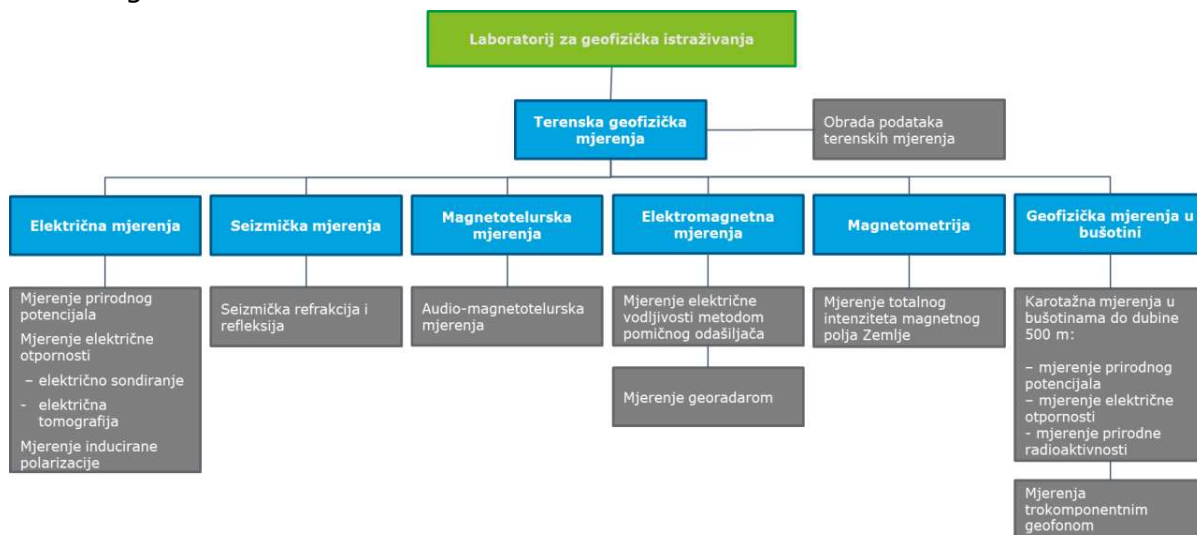 Laboratorij za geofizička istraživanja
Terenska geofizička
mjerenja
Obrada podataka
terenskih mjerenja
Električna mjerenja
Seizmička mjerenja
Magnetotelurska
mjerenja
Elektromagnetna
mjerenja
Magnetometrija
Geofizička mjerenja u
bušotini
Mjerenje prirodnog
potencijala
Mjerenje električne
otpornosti
– električno sondiranje
- električna
tomografija
Mjerenje inducirane
polarizacije
Seizmička refrakcija i
refleksija
Audio-magnetotelurska
mjerenja
Mjerenje električne
vodljivosti metodom
pomičnog odašiljača
Mjerenje georadarom
Mjerenje totalnog
intenziteta magnetnog
polja Zemlje
Karotažna mjerenja u
bušotinama do dubine
500 m:
– mjerenje prirodnog
potencijala
– mjerenje električne
otpornosti
- mjerenje prirodne
radioaktivnosti
Mjerenja
trokomponentnim
geofonom